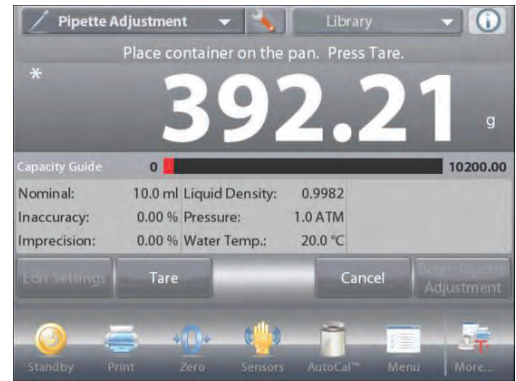 Pipette Adjustment Library
Place container on the pan. Press Tare.
* 392.21 g
Capacity Guide 0 10200.00
Nominal: 10.0 ml Liquid Density: 0.9982
Inaccuracy: 0.00 % Pressure: 1.0 ATM
Imprecision: 0.00 % Water Temp.: 20.0 °C
Edit Settings Tare Cancel Begin Pipette
Adjustment
Standby Print Zero Sensors AutoCal™ Menu More...